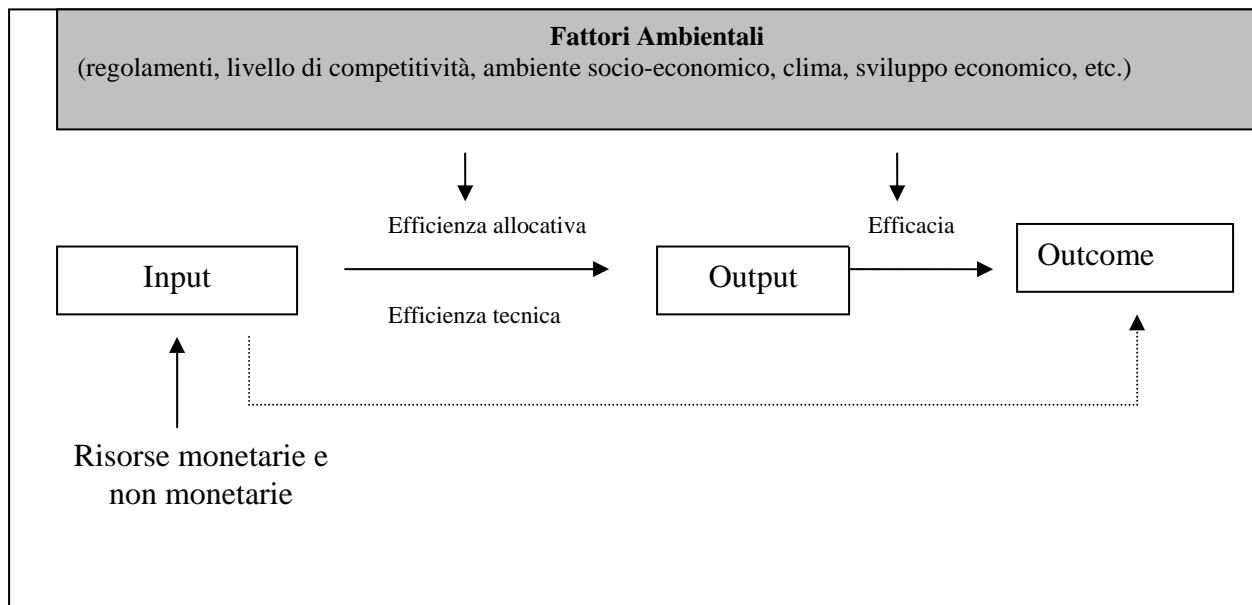 Fattori Ambientali
(regolamenti, livello di competitività, ambiente socio-economico, clima, sviluppo economico, etc.)
Efficienza allocativa
Efficacia
Input
Output
Outcome
Efficienza tecnica
Risorse monetarie e
non monetarie